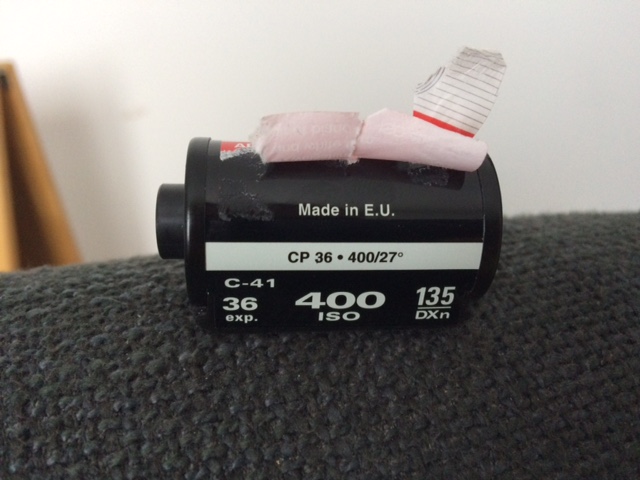 Made in E.U.
CP 36 • 400/27°
C-41
36 400 135
exp. ISO DXn